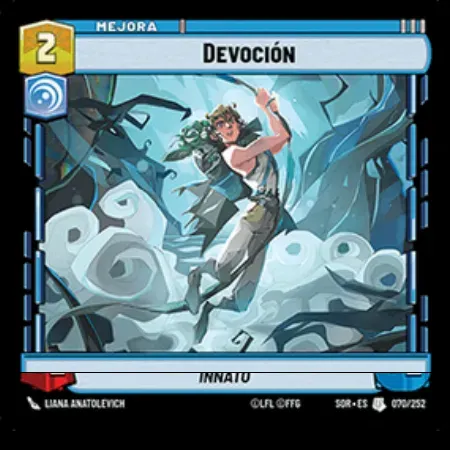 MEJORA
2
DEVOCIÓN
INNATO
LIANA ANATOLEVICH
©LFL ©FFG
SOR • ES
070/252